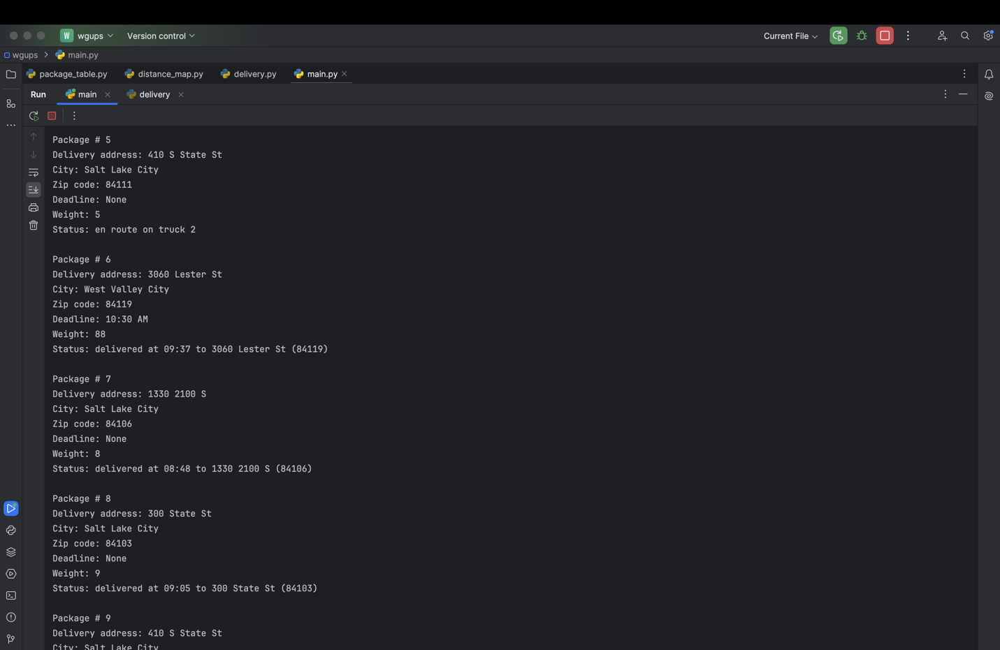 W wgups Version control Current File
wgups > main.py
package_table.py distance_map.py delivery.py main.py
Run main delivery
Package # 5
Delivery address: 410 S State St
City: Salt Lake City
Zip code: 84111
Deadline: None
Weight: 5
Status: en route on truck 2
Package # 6
Delivery address: 3060 Lester St
City: West Valley City
Zip code: 84119
Deadline: 10:30 AM
Weight: 88
Status: delivered at 09:37 to 3060 Lester St (84119)
Package # 7
Delivery address: 1330 2100 S
City: Salt Lake City
Zip code: 84106
Deadline: None
Weight: 8
Status: delivered at 08:48 to 1330 2100 S (84106)
Package # 8
Delivery address: 300 State St
City: Salt Lake City
Zip code: 84103
Deadline: None
Weight: 9
Status: delivered at 09:05 to 300 State St (84103)
Package # 9
Delivery address: 410 S State St
City: Salt Lake City